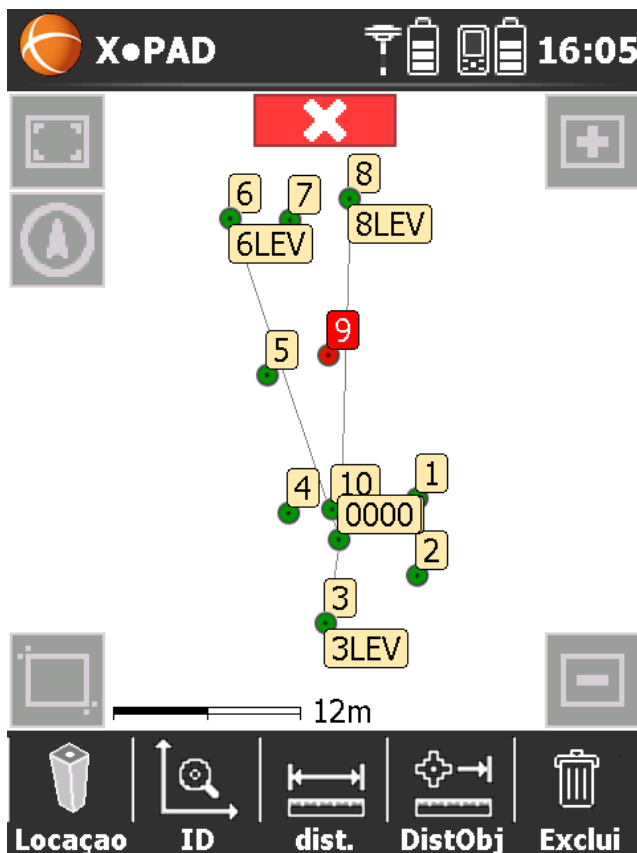 X•PAD 16:05
8
6 7
6LEV 8LEV
9
5
10 1
4
0000
2
3
3LEV
12m
Locaçao ID dist. DistObj Exclui